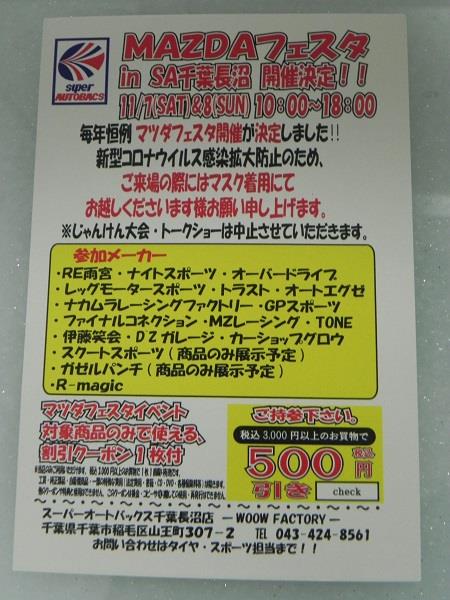 super
AUTOBACS
MAZDAフェスタ
in SA千葉長沼 開催決定!!
11/7(SAT)&8(SUN) 10:00~18:00
毎年恒例 マツダフェスタ開催が決定しました!!
新型コロナウイルス感染拡大防止のため、
ご来場の際にはマスク着用にて
お越しくださいます様お願い申し上げます。
※じゃんけん大会・トークショーは中止させていただきます。
参加メーカー
・RE雨宮・ナイトスポーツ・オーバードライブ
・レッグモータースポーツ・トラスト・オートエグゼ
・ナカムラレーシングファクトリー・GPスポーツ
・ファイナルコネクション・MZレーシング・TONE
・伊藤笑会・DZガレージ・カーショップグロウ
・スクートスポーツ(商品のみ展示予定)
・ガゼルパンチ(商品のみ展示予定)
・R-magic
マツダフェスタイベント
対象商品のみで使える、
割引クーポン1枚付
ご持参下さい。
税込3,000円以上のお買物で
500円
税込
引き
check
スーパーオートバックス千葉長沼店 ーWOOW FACTORYー
千葉県千葉市稲毛区山王町307-2 TEL 043-424-8561
お問い合わせはタイヤ・スポーツ担当まで!!